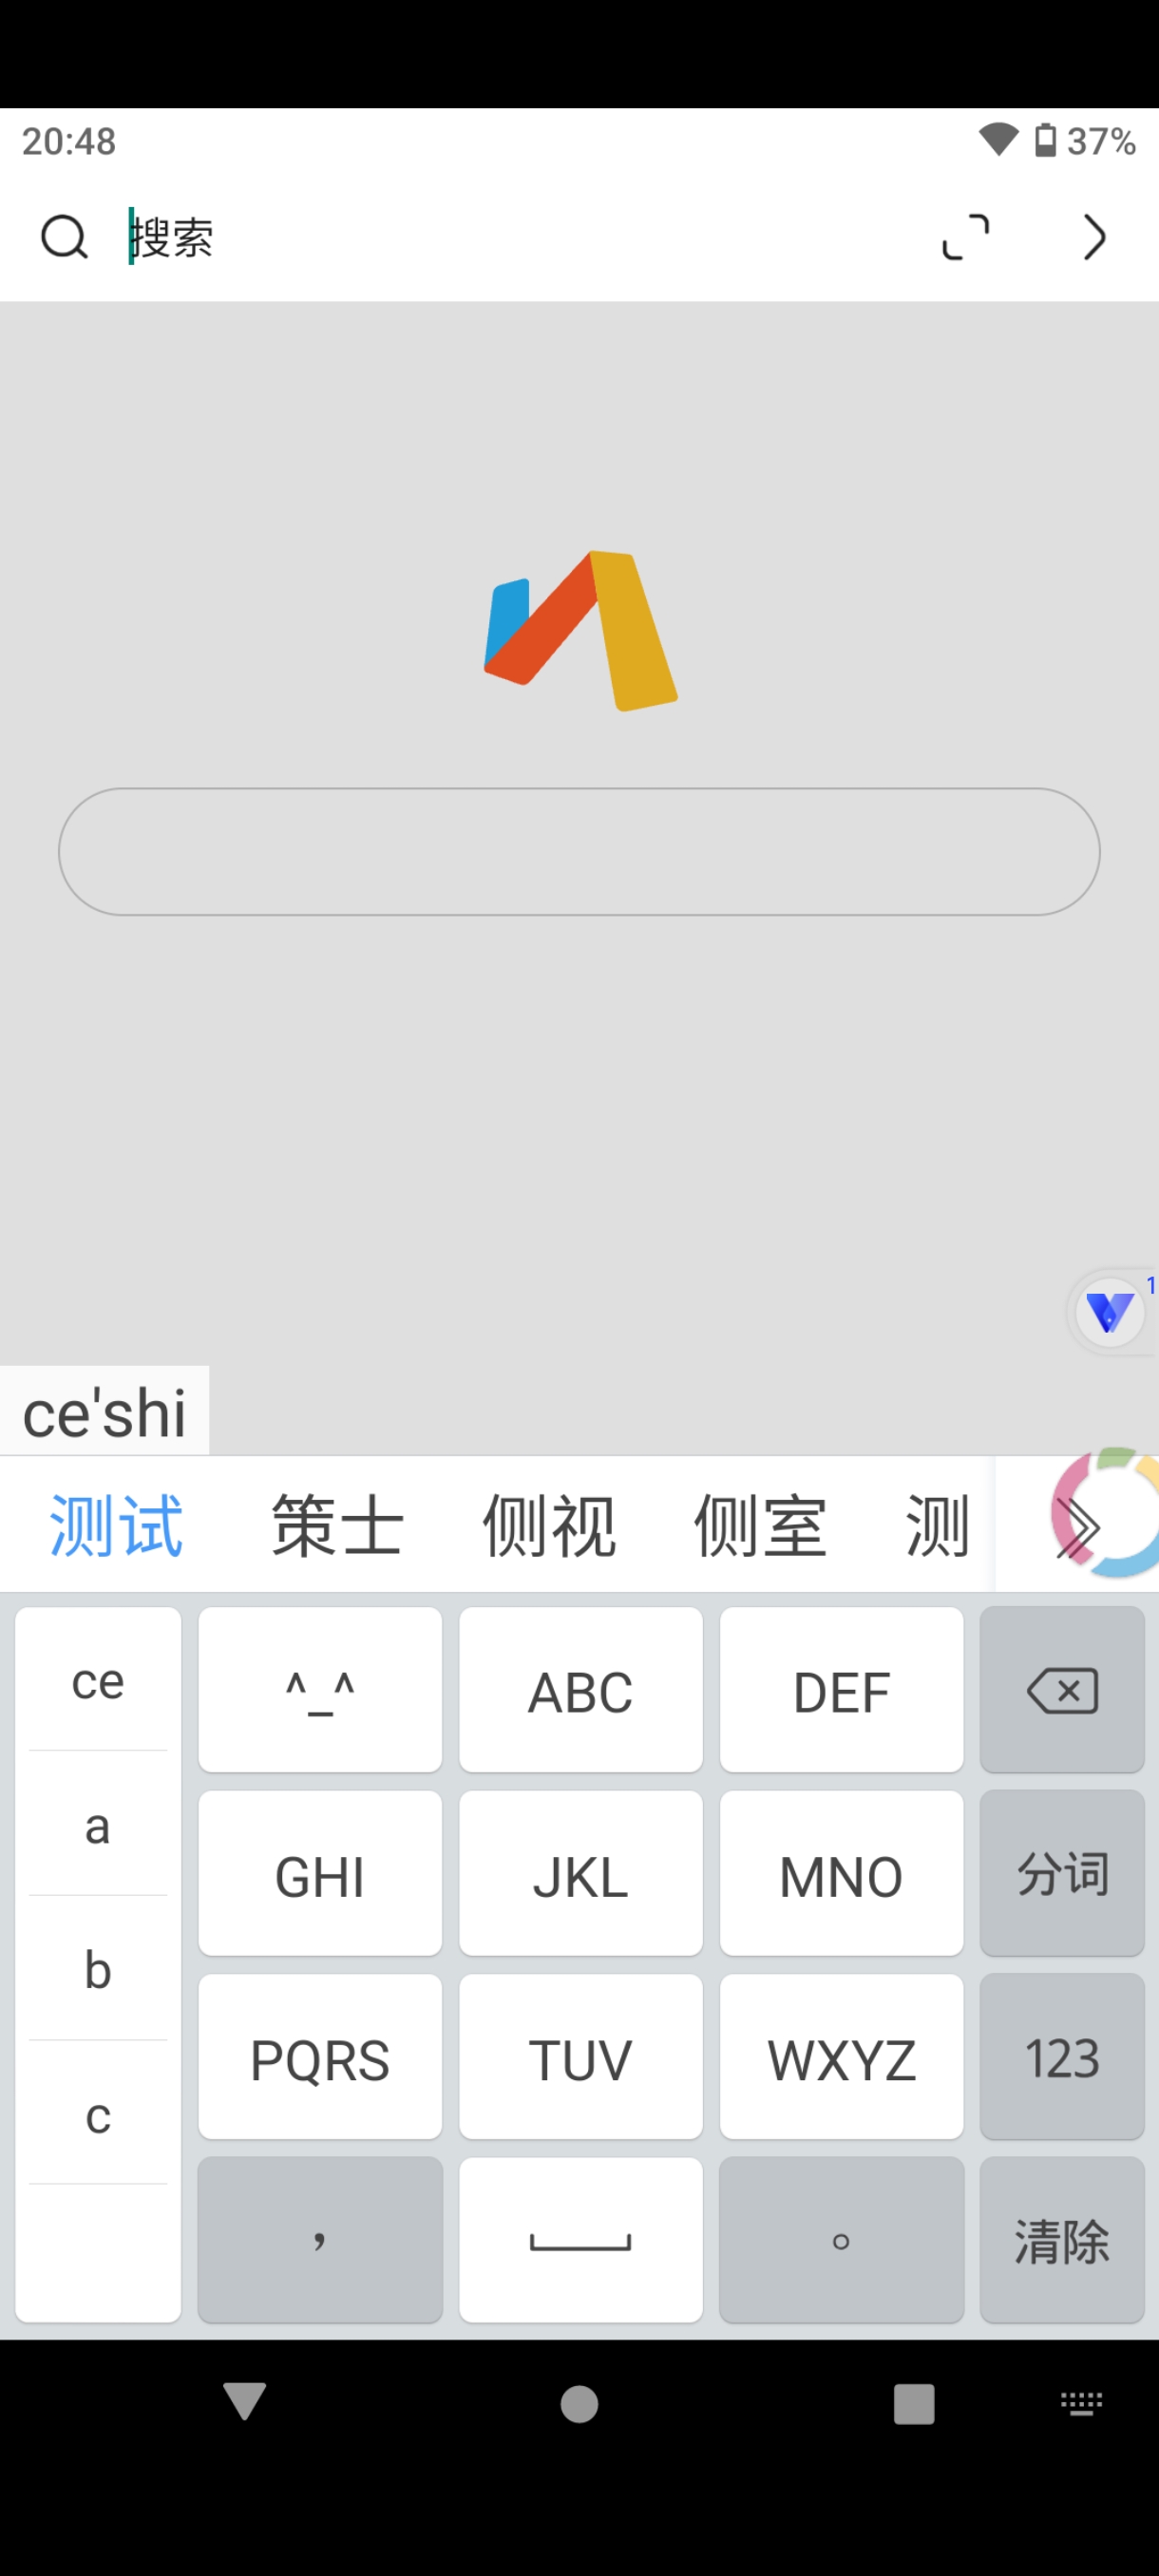 20:48 37%
搜索
1
ce'shi
测试 策士 侧视 侧室 测
ce ^_^ ABC DEF
a GHI JKL MNO 分词
b PQRS TUV WXYZ 123
c
， 。 清除